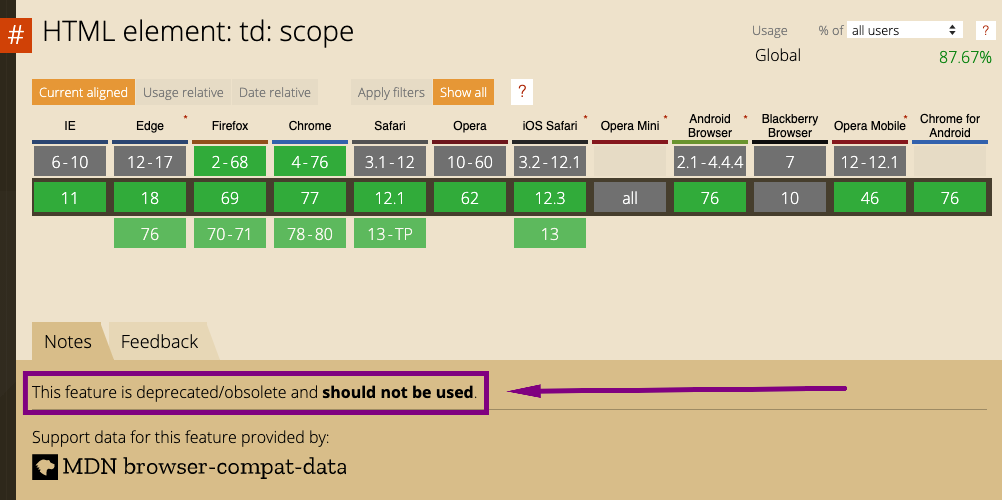 # HTML element: td: scope
Usage % of all users ?
Global 87.67%
Current aligned Usage relative Date relative Apply filters Show all ?
IE Edge * Firefox Chrome Safari Opera iOS Safari * Opera Mini * Android Browser * Blackberry Browser Opera Mobile * Chrome for Android
6-10 12-17 2-68 4-76 3.1-12 10-60 3.2-12.1 2.1-4.4.4 7 12-12.1
11 18 69 77 12.1 62 12.3 all 76 10 46 76
76 70-71 78-80 13-TP 13
Notes Feedback
This feature is deprecated/obsolete and should not be used.
Support data for this feature provided by:
MDN browser-compat-data